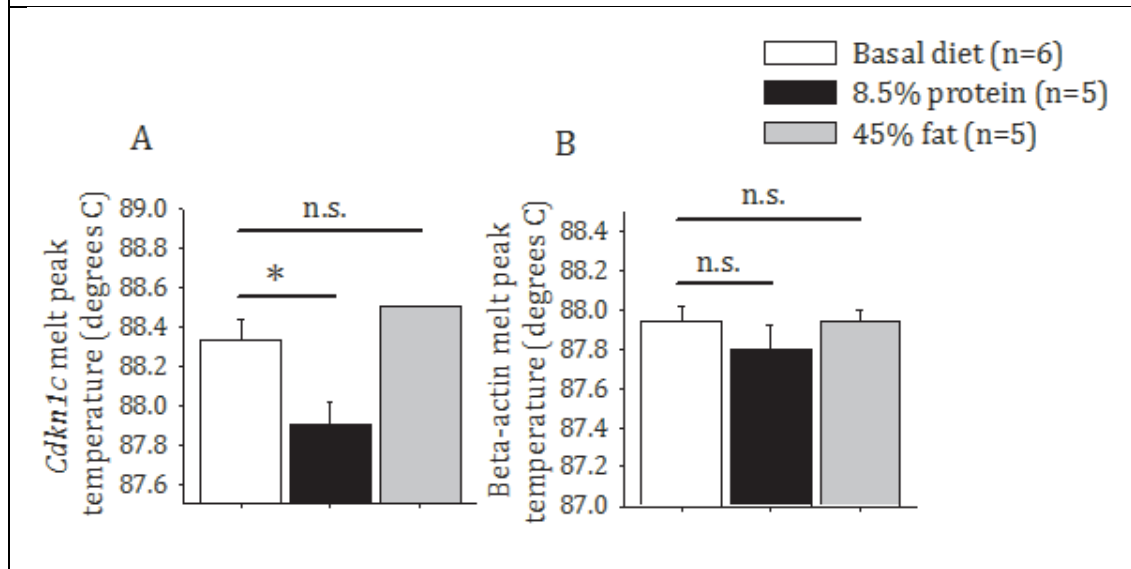 Basal diet (n=6)
8.5% protein (n=5)
45% fat (n=5)
A
Cdkn1c melt peak
temperature (degrees C)
89.0
88.8
88.6
88.4
88.2
88.0
87.8
87.6
n.s.
*
B
Beta-actin melt peak
temperature (degrees C)
88.4
88.2
88.0
87.8
87.6
87.4
87.2
87.0
n.s.
n.s.